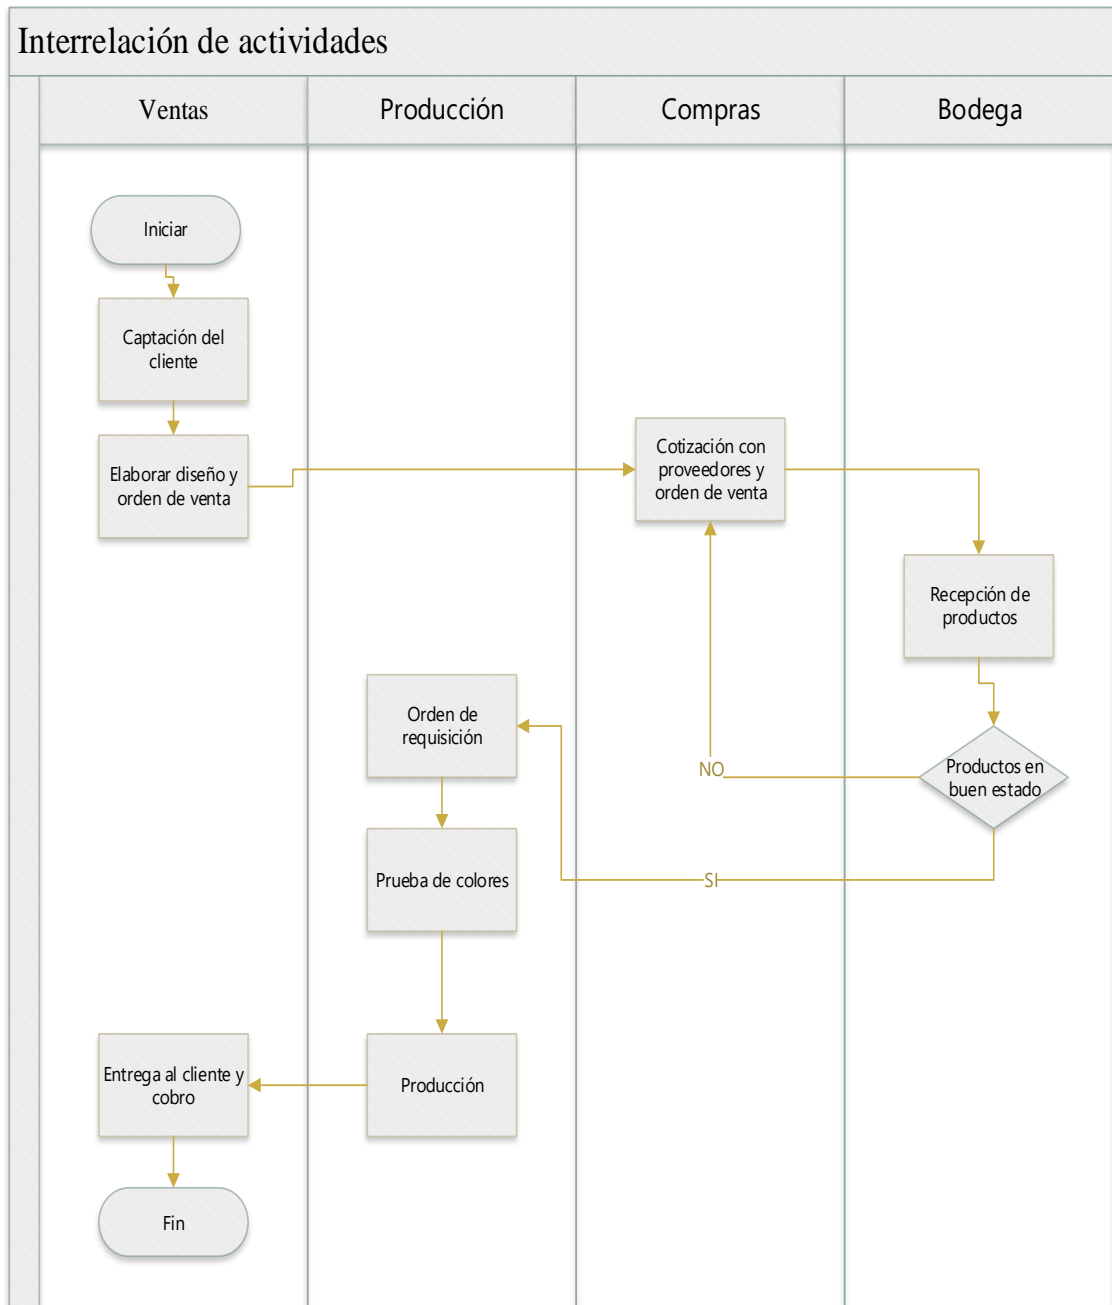 Interrelación de actividades
Ventas
Producción
Compras
Bodega
Iniciar
Captación del
cliente
Elaborar diseño y
orden de venta
Cotización con
proveedores y
orden de venta
Recepción de
productos
Orden de
requisición
Productos en
buen estado
NO
Prueba de colores
SI
Entrega al cliente y
cobro
Producción
Fin